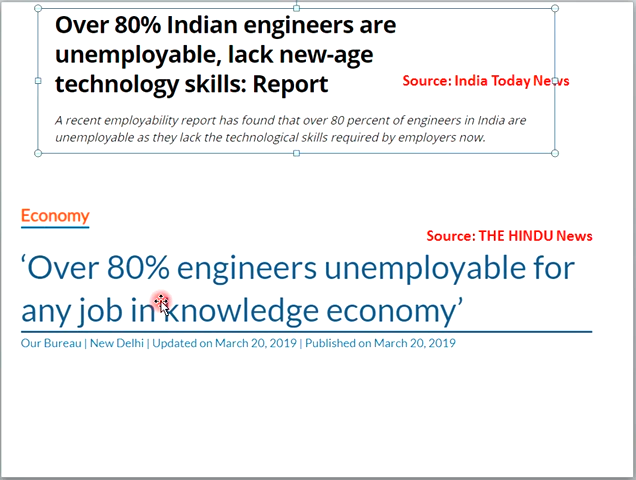 Over 80% Indian engineers are
unemployable, lack new-age
technology skills: Report
Source: India Today News
A recent employability report has found that over 80 percent of engineers in India are
unemployable as they lack the technological skills required by employers now.
Economy
Source: THE HINDU News
‘Over 80% engineers unemployable for
any job in knowledge economy’
Our Bureau | New Delhi | Updated on March 20, 2019 | Published on March 20, 2019